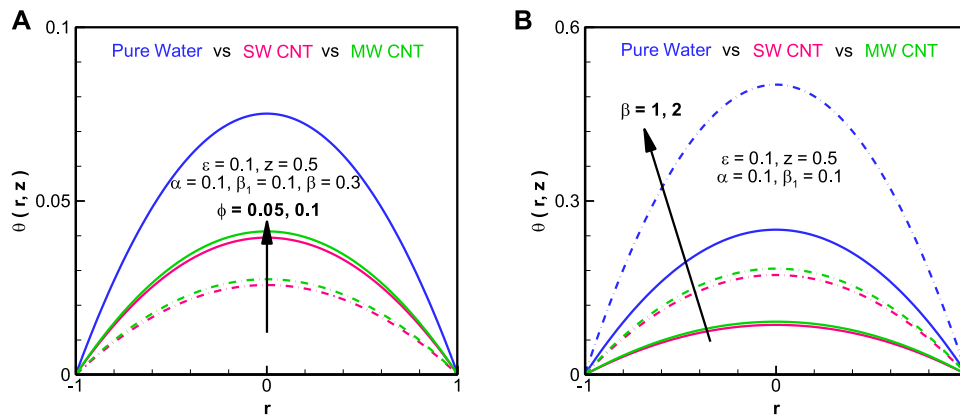 A
Pure Water vs SW CNT vs MW CNT
ε = 0.1, z = 0.5
α = 0.1, β₁ = 0.1, β = 0.3
ϕ = 0.05, 0.1
θ ( r, z )
0.1
0.05
0
-1
0
1
r
B
Pure Water vs SW CNT vs MW CNT
β = 1, 2
ε = 0.1, z = 0.5
α = 0.1, β₁ = 0.1
θ ( r, z )
0.6
0.3
0
-1
0
r